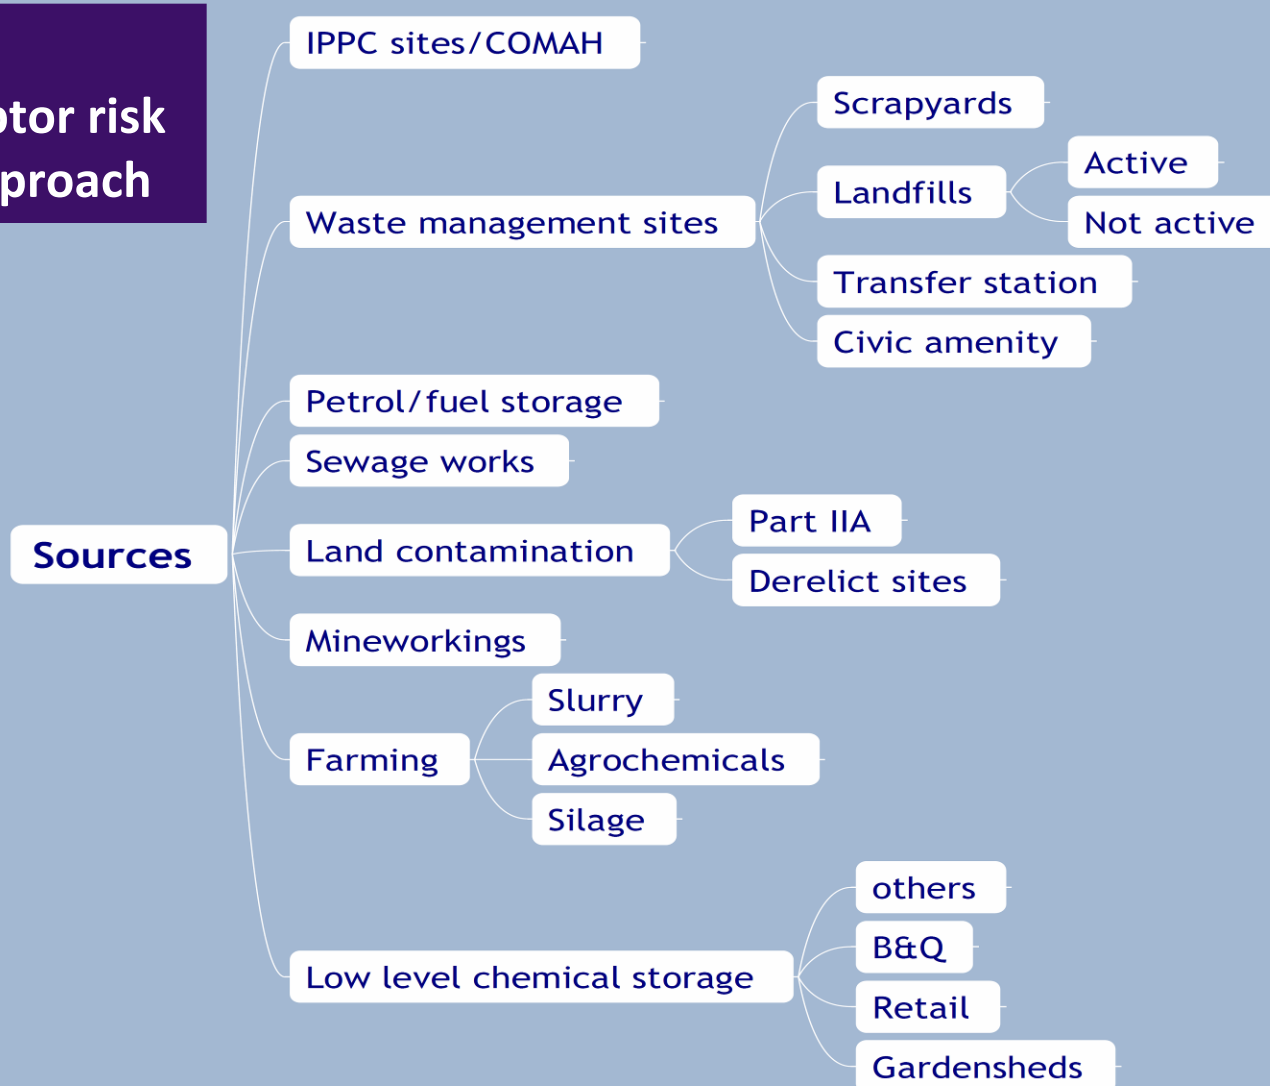 ptor risk
proach
IPPC sites/COMAH
Waste management sites
Scrapyards
Landfills
Active
Not active
Transfer station
Civic amenity
Petrol/fuel storage
Sewage works
Sources
Land contamination
Part IIA
Derelict sites
Mineworkings
Farming
Slurry
Agrochemicals
Silage
Low level chemical storage
others
B&Q
Retail
Gardensheds